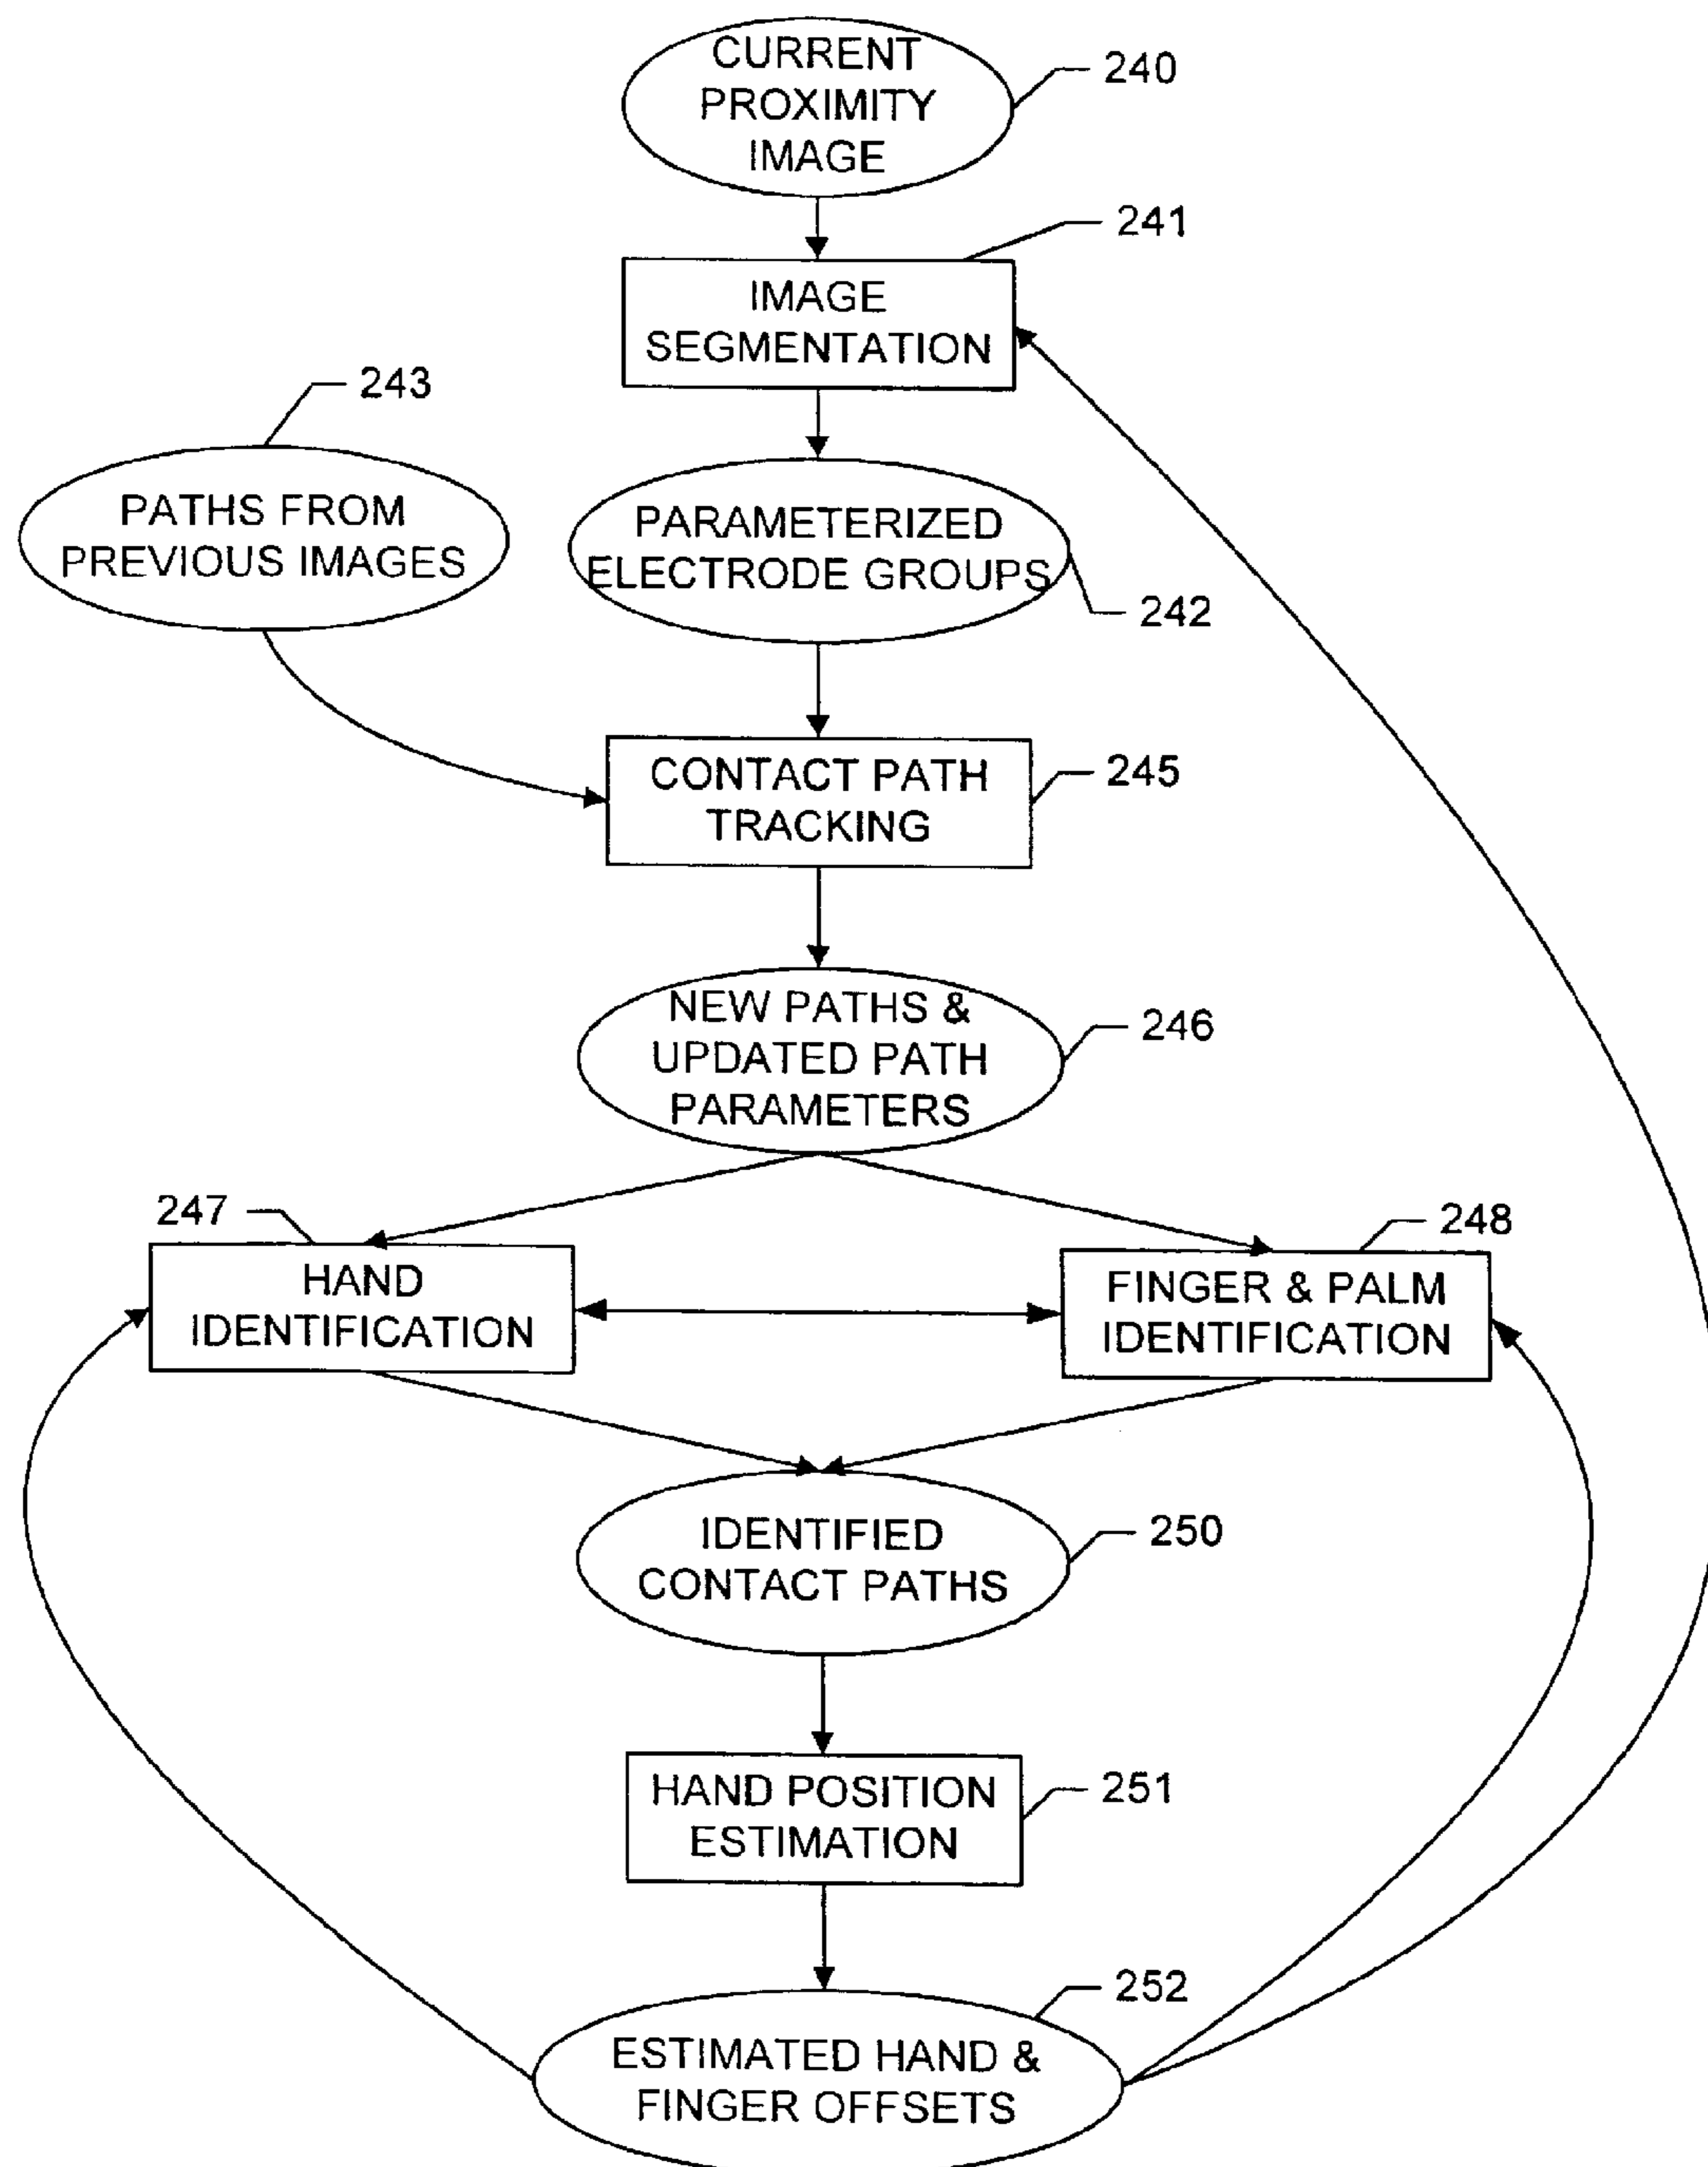 CURRENT
PROXIMITY
IMAGE
240
241
IMAGE
SEGMENTATION
243
PATHS FROM
PREVIOUS IMAGES
PARAMETERIZED
ELECTRODE GROUPS
242
CONTACT PATH
TRACKING
245
NEW PATHS &
UPDATED PATH
PARAMETERS
246
247
HAND
IDENTIFICATION
248
FINGER & PALM
IDENTIFICATION
IDENTIFIED
CONTACT PATHS
250
HAND POSITION
ESTIMATION
251
252
ESTIMATED HAND &
FINGER OFFSETS